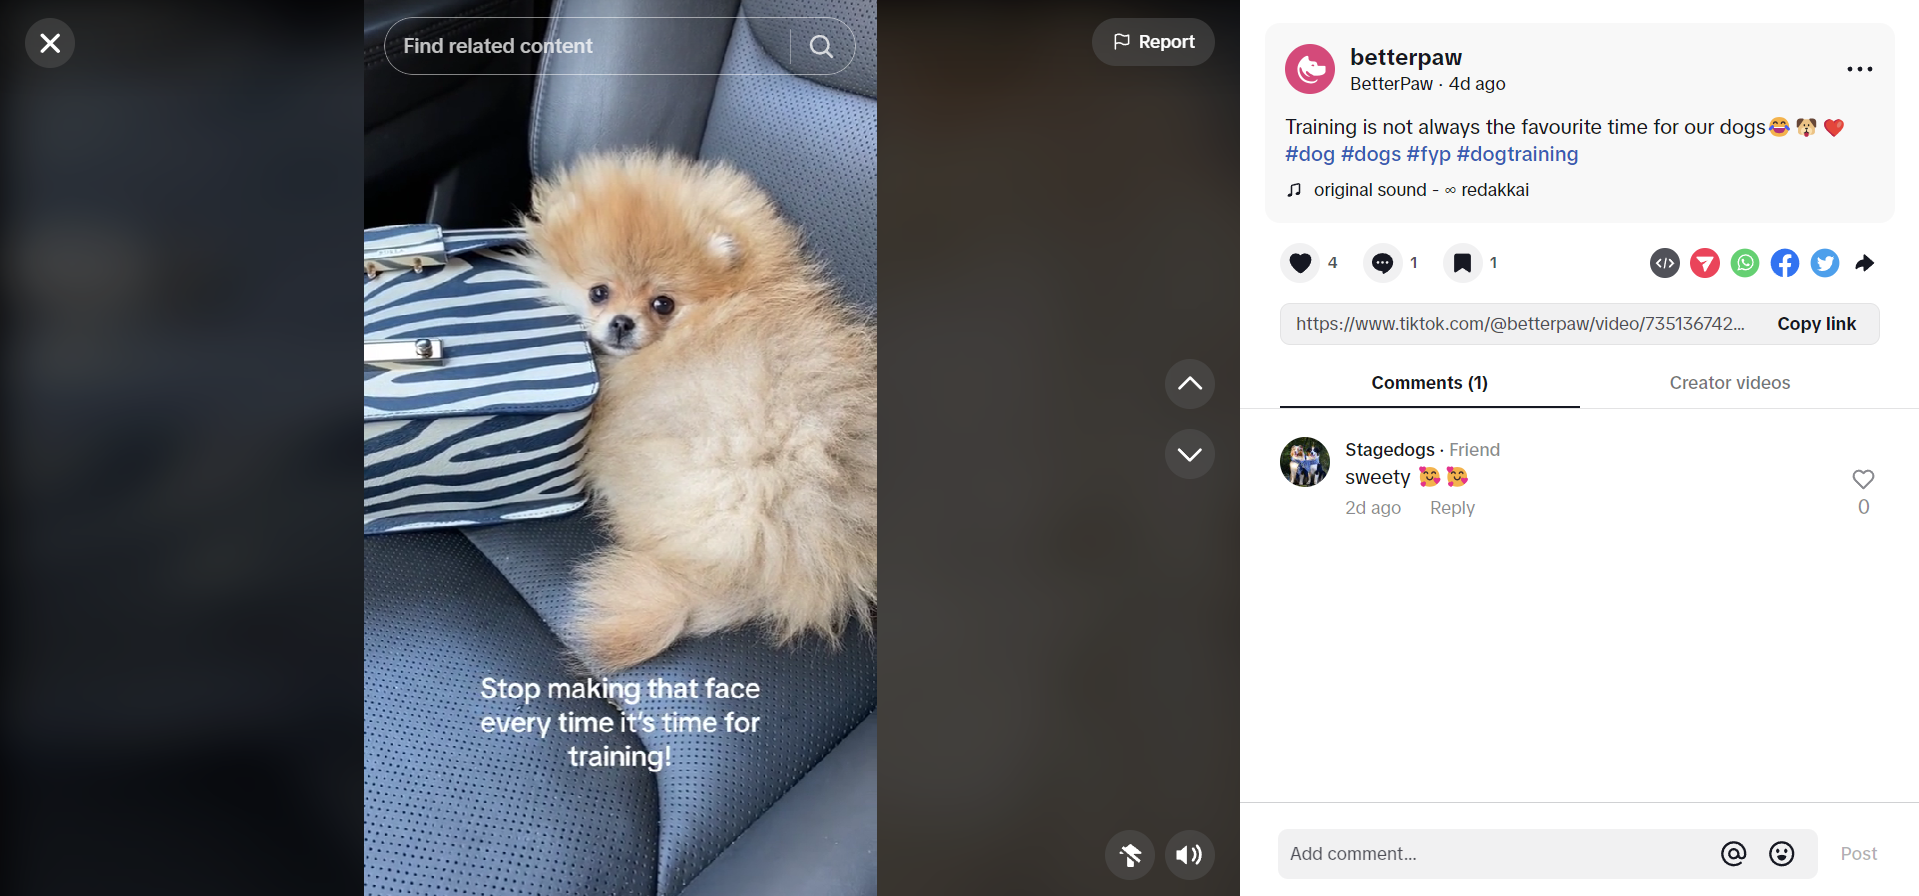 Find related content
Report
Stop making that face
every time it's time for
training!
betterpaw
BetterPaw · 4d ago
Training is not always the favourite time for our dogs😂 🐶 ❤️
#dog #dogs #fyp #dogtraining
original sound - ∞ redakkai
4
1
1
https://www.tiktok.com/@betterpaw/video/735136742...
Copy link
Comments (1)
Creator videos
Stagedogs · Friend
sweety 🥰 🥰
2d ago
Reply
0
Add comment...
Post